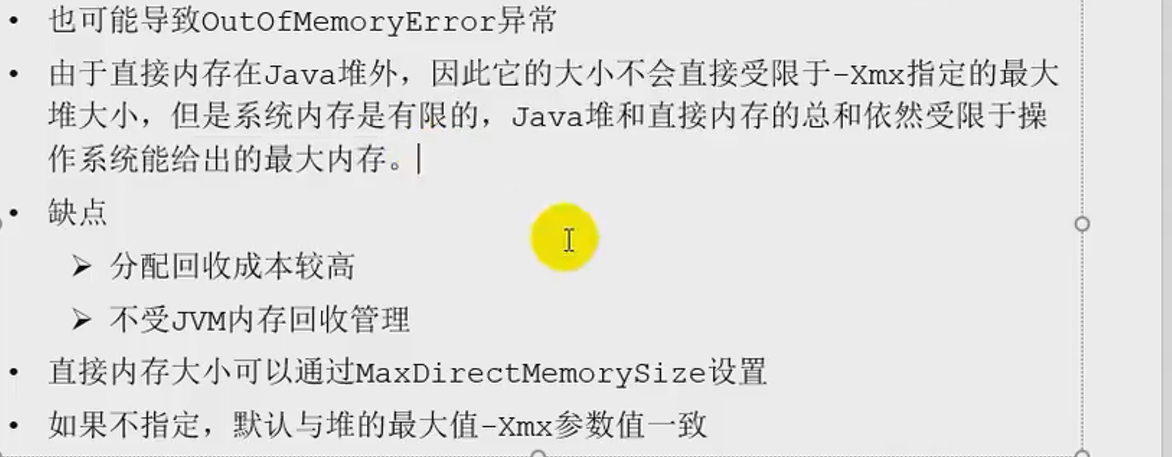 • 也可能导致OutOfMemoryError异常
• 由于直接内存在Java堆外，因此它的大小不会直接受限于-Xmx指定的最大
堆大小，但是系统内存是有限的，Java堆和直接内存的总和依然受限于操
作系统能给出的最大内存。
• 缺点
➢ 分配回收成本较高
➢ 不受JVM内存回收管理
• 直接内存大小可以通过MaxDirectMemorySize设置
• 如果不指定，默认与堆的最大值-Xmx参数值一致